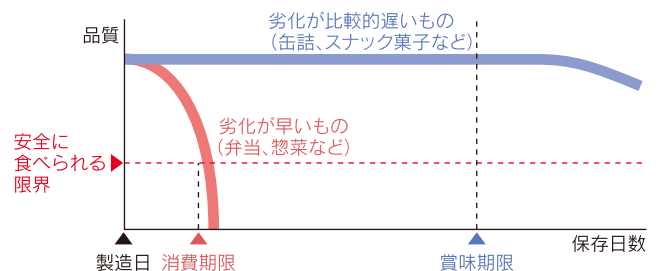 品質
劣化が比較的遅いもの
（缶詰、スナック菓子など）
劣化が早いもの
（弁当、惣菜など）
安全に
食べられる
限界
保存日数
製造日
消費期限
賞味期限